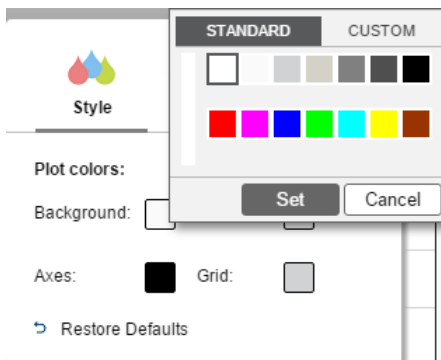 STANDARD CUSTOM
Style
Plot colors:
Background:
Set Cancel
Axes: Grid:
Restore Defaults